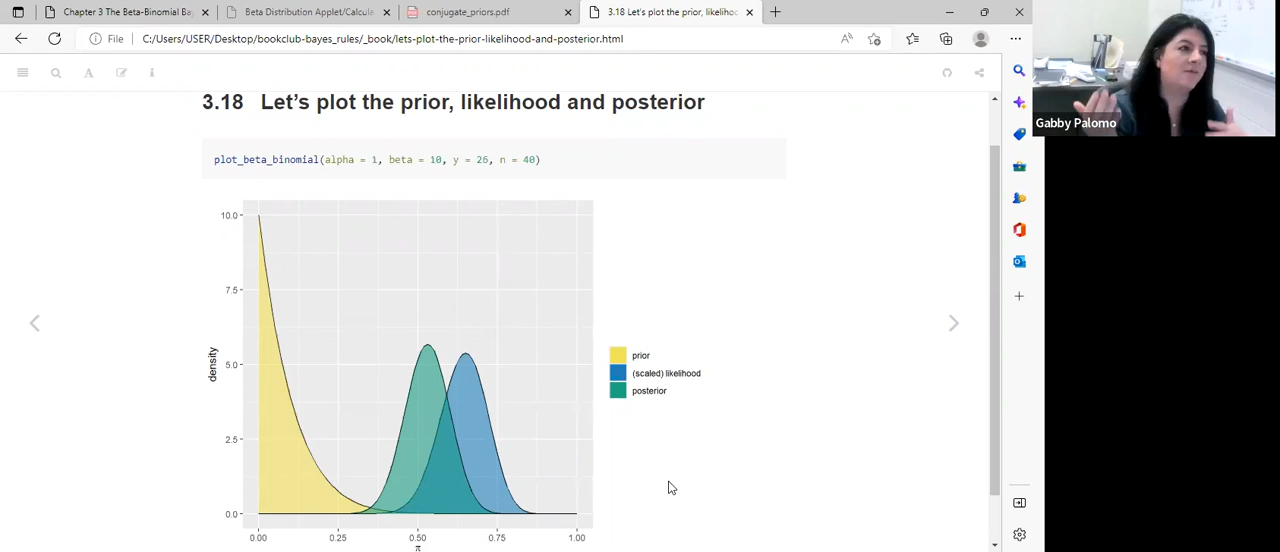 Chapter 3 The Beta-Binomial Ba
Beta Distribution Applet/Calcula
conjugate_priors.pdf
3.18 Let's plot the prior, likelihoo
File
C:/Users/USER/Desktop/bookclub-bayes_rules/_book/lets-plot-the-prior-likelihood-and-posterior.html
3.18 Let's plot the prior, likelihood and posterior
plot_beta_binomial(alpha = 1, beta = 10, y = 26, n = 40)
10.0
7.5
5.0
2.5
0.0
density
0.00 0.25 0.50 0.75 1.00
π
prior
(scaled) likelihood
posterior
Gabby Palomo